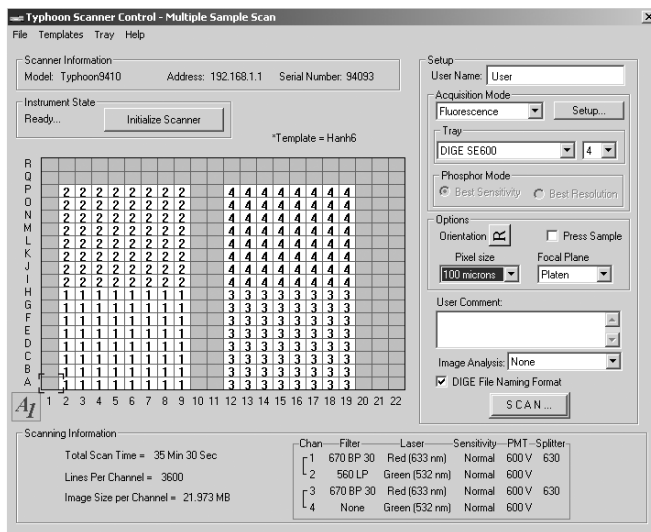 Typhoon Scanner Control - Multiple Sample Scan
File Templates Tray Help
Scanner Information
Model: Typhoon9410 Address: 192.168.1.1 Serial Number: 94093
Instrument State
Ready... Initialize Scanner
*Template = Hanh6
R
Q
P 2 2 2 2 2 2 2 2 4 4 4 4 4 4 4 4
O 2 2 2 2 2 2 2 2 4 4 4 4 4 4 4 4
N 2 2 2 2 2 2 2 2 4 4 4 4 4 4 4 4
M 2 2 2 2 2 2 2 2 4 4 4 4 4 4 4 4
L 2 2 2 2 2 2 2 2 4 4 4 4 4 4 4 4
K 2 2 2 2 2 2 2 2 4 4 4 4 4 4 4 4
J 2 2 2 2 2 2 2 2 4 4 4 4 4 4 4 4
I 2 2 2 2 2 2 2 2 4 4 4 4 4 4 4 4
H 1 1 1 1 1 1 1 1 3 3 3 3 3 3 3 3
G 1 1 1 1 1 1 1 1 3 3 3 3 3 3 3 3
F 1 1 1 1 1 1 1 1 3 3 3 3 3 3 3 3
E 1 1 1 1 1 1 1 1 3 3 3 3 3 3 3 3
D 1 1 1 1 1 1 1 1 3 3 3 3 3 3 3 3
C 1 1 1 1 1 1 1 1 3 3 3 3 3 3 3 3
B 1 1 1 1 1 1 1 1 3 3 3 3 3 3 3 3
A 1 1 1 1 1 1 1 1 3 3 3 3 3 3 3 3
1 2 3 4 5 6 7 8 9 10 11 12 13 14 15 16 17 18 19 20 21 22
A1
Setup
User Name: User
Acquisition Mode
Fluorescence Setup...
Tray
DIGE SE600 4
Phosphor Mode
Best Sensitivity Best Resolution
Options
Orientation R Press Sample
Pixel size Focal Plane
100 microns Platen
User Comment:
Image Analysis: None
DIGE File Naming Format
SCAN ...
Scanning Information
Total Scan Time = 35 Min 30 Sec
Lines Per Channel = 3600
Image Size per Channel = 21.973 MB
Chan Filter Laser Sensitivity PMT Splitter
1 670 BP 30 Red (633 nm) Normal 600 V 630
2 560 LP Green (532 nm) Normal 600 V
3 670 BP 30 Red (633 nm) Normal 600 V 630
4 None Green (532 nm) Normal 600 V